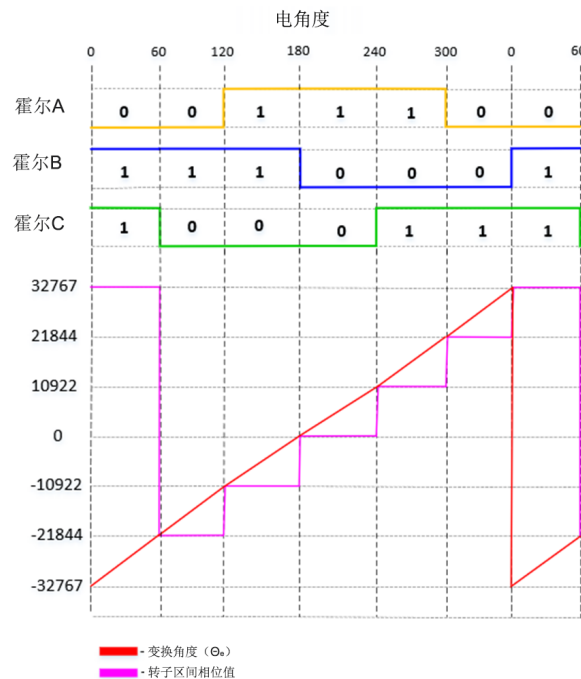 电角度
0 60 120 180 240 300 0 60
霍尔A 0 0 1 1 1 0 0
霍尔B 1 1 1 0 0 0 1
霍尔C 1 0 0 0 1 1 1
32767
21844
10922
0
-10922
-21844
-32767
- 变换角度（Θe）
- 转子区间相位值